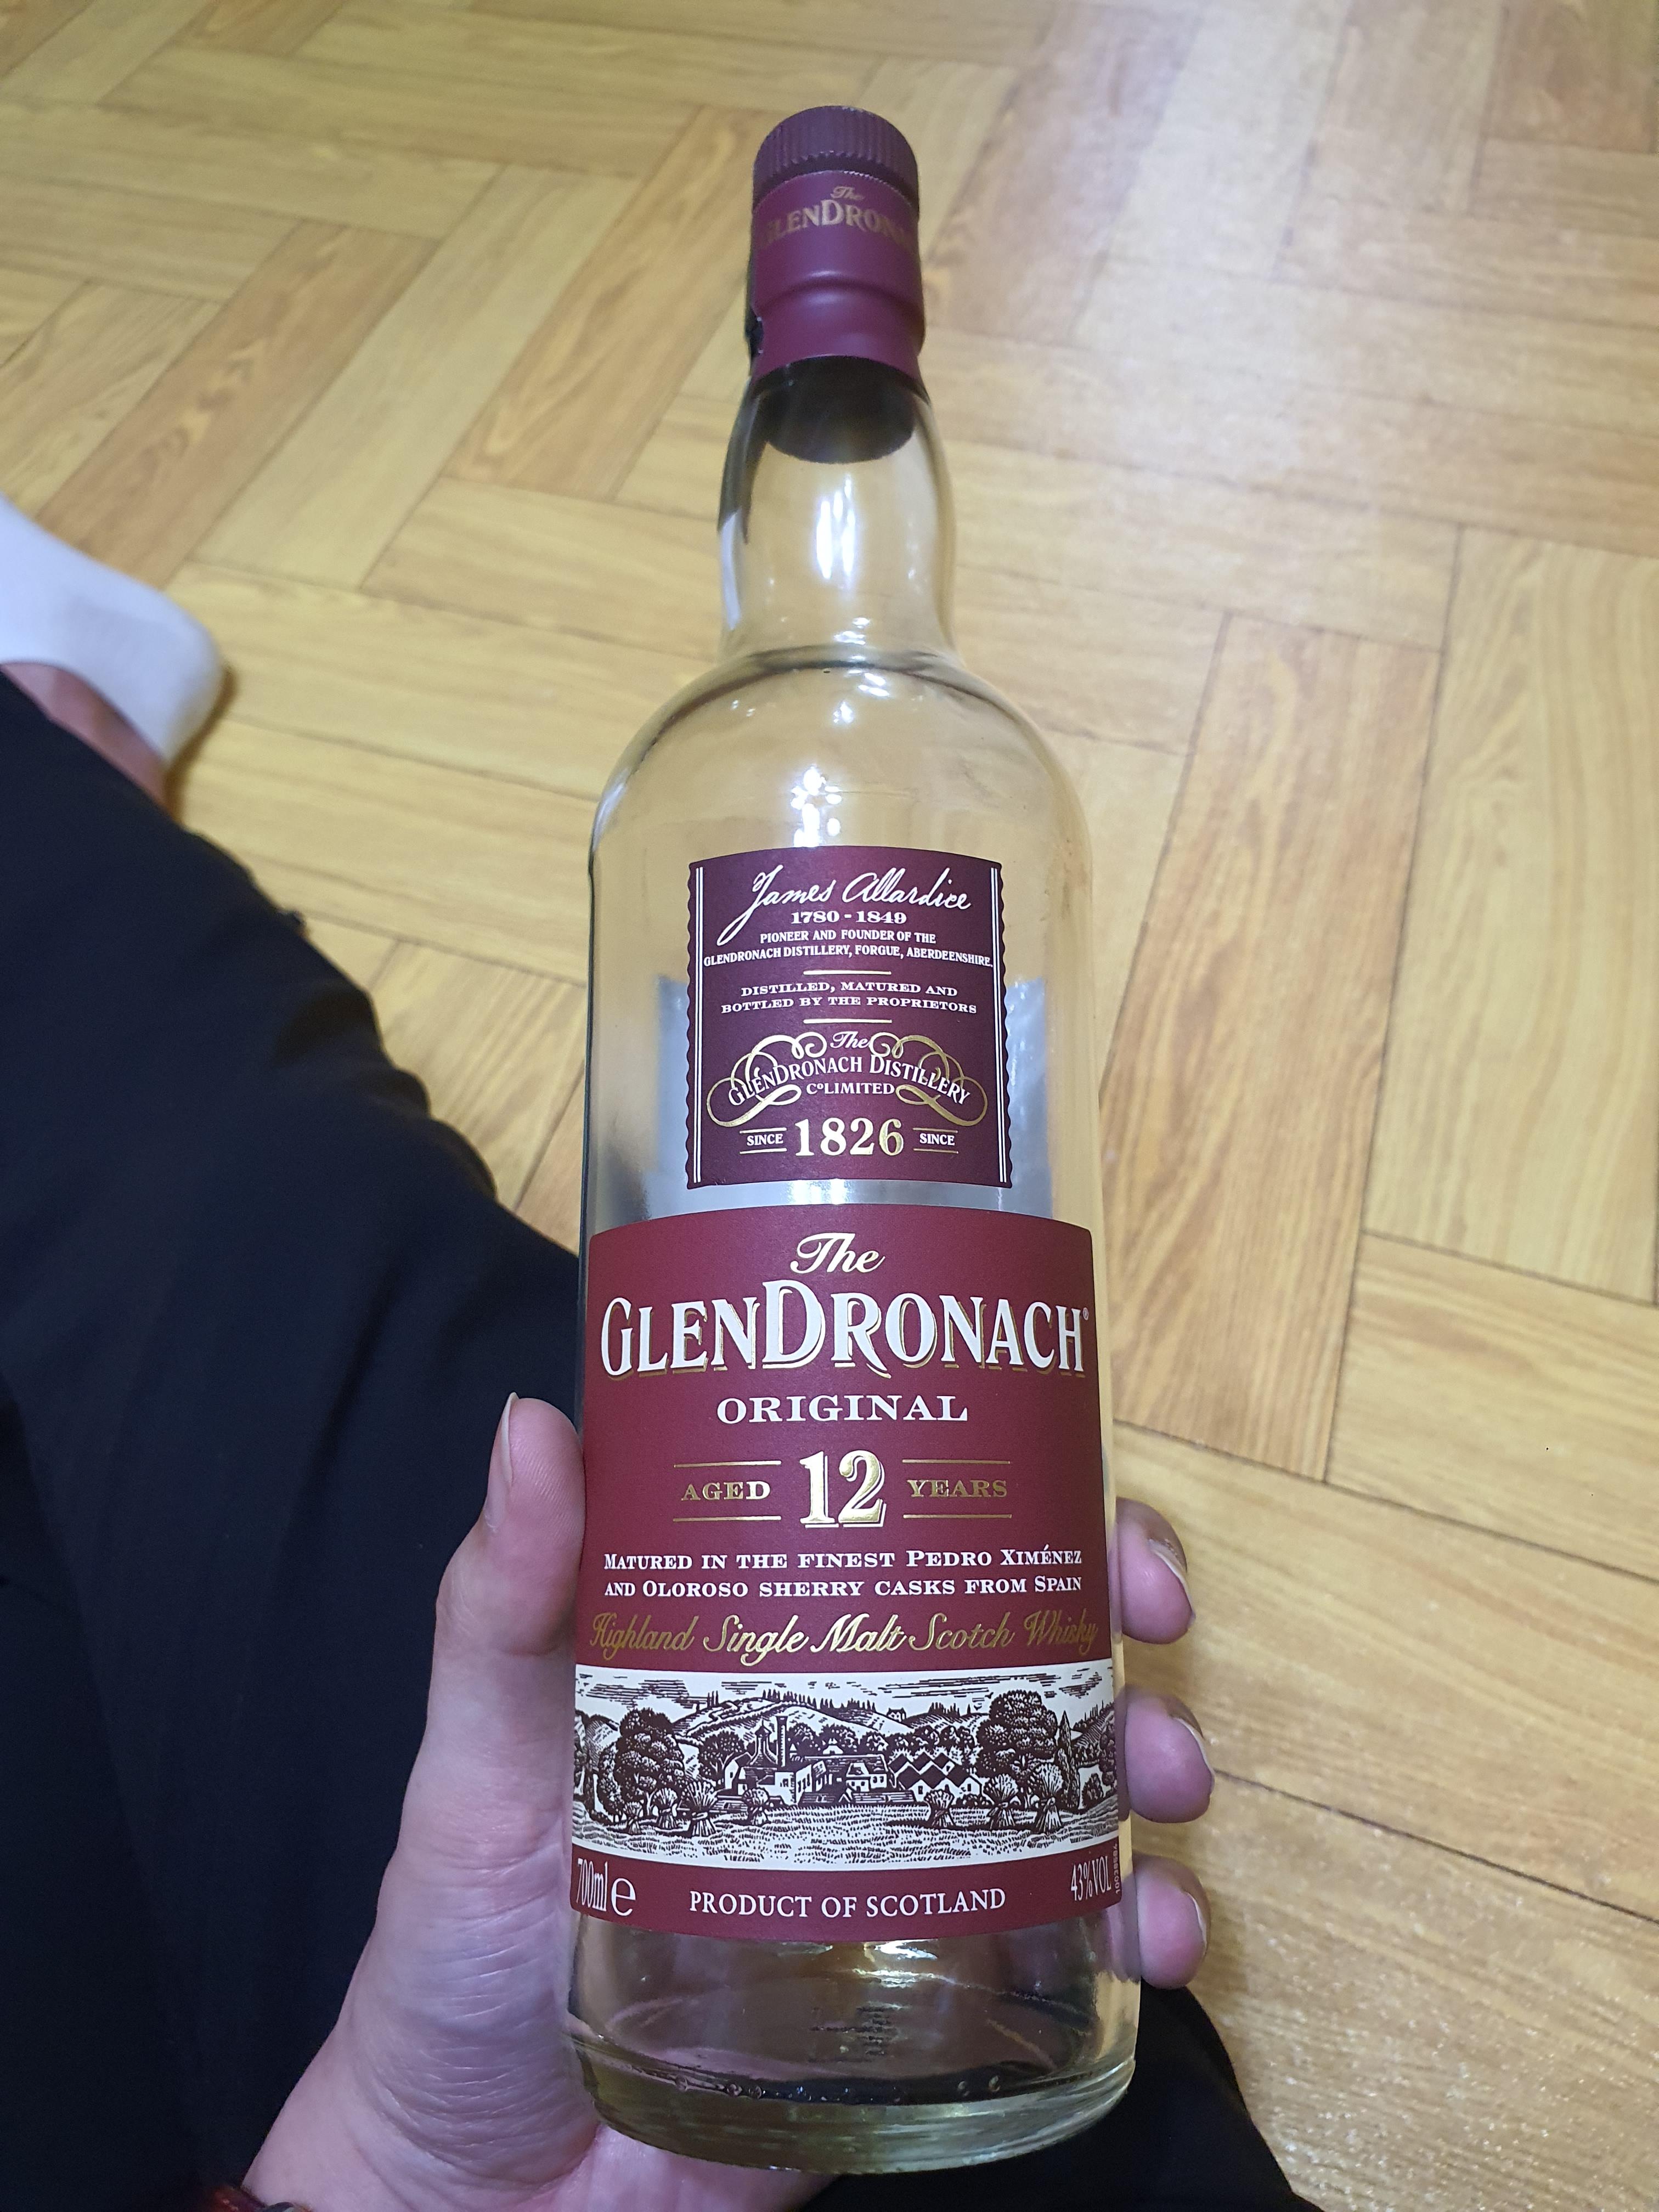 The
GLENDRONACH
James Allardice
1780 - 1849
PIONEER AND FOUNDER OF THE
GLENDRONACH DISTILLERY, FORGUE, ABERDEENSHIRE.
DISTILLED, MATURED AND
BOTTLED BY THE PROPRIETORS
The
GLENDRONACH DISTILLERY
Cº LIMITED
SINCE 1826 SINCE
The
GLENDRONACH®
ORIGINAL
AGED 12 YEARS
MATURED IN THE FINEST PEDRO XIMÉNEZ
AND OLOROSO SHERRY CASKS FROM SPAIN
Highland Single Malt Scotch Whisky
700ml e PRODUCT OF SCOTLAND 43%VOL